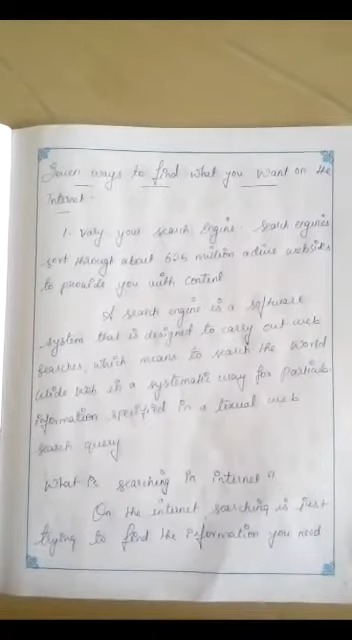 Seven ways to find what you want on the
Internet.
1. Vary your search engine. Search engines
sort through about 625 million active websites
to provide you with content
A search engine is a software
system that is designed to carry out web
searches, which means to search the world
wide web in a systematic way for particula
information specified in a texual web
search query
What is searching in internet"
On the internet searching is just
trying to find the information you need